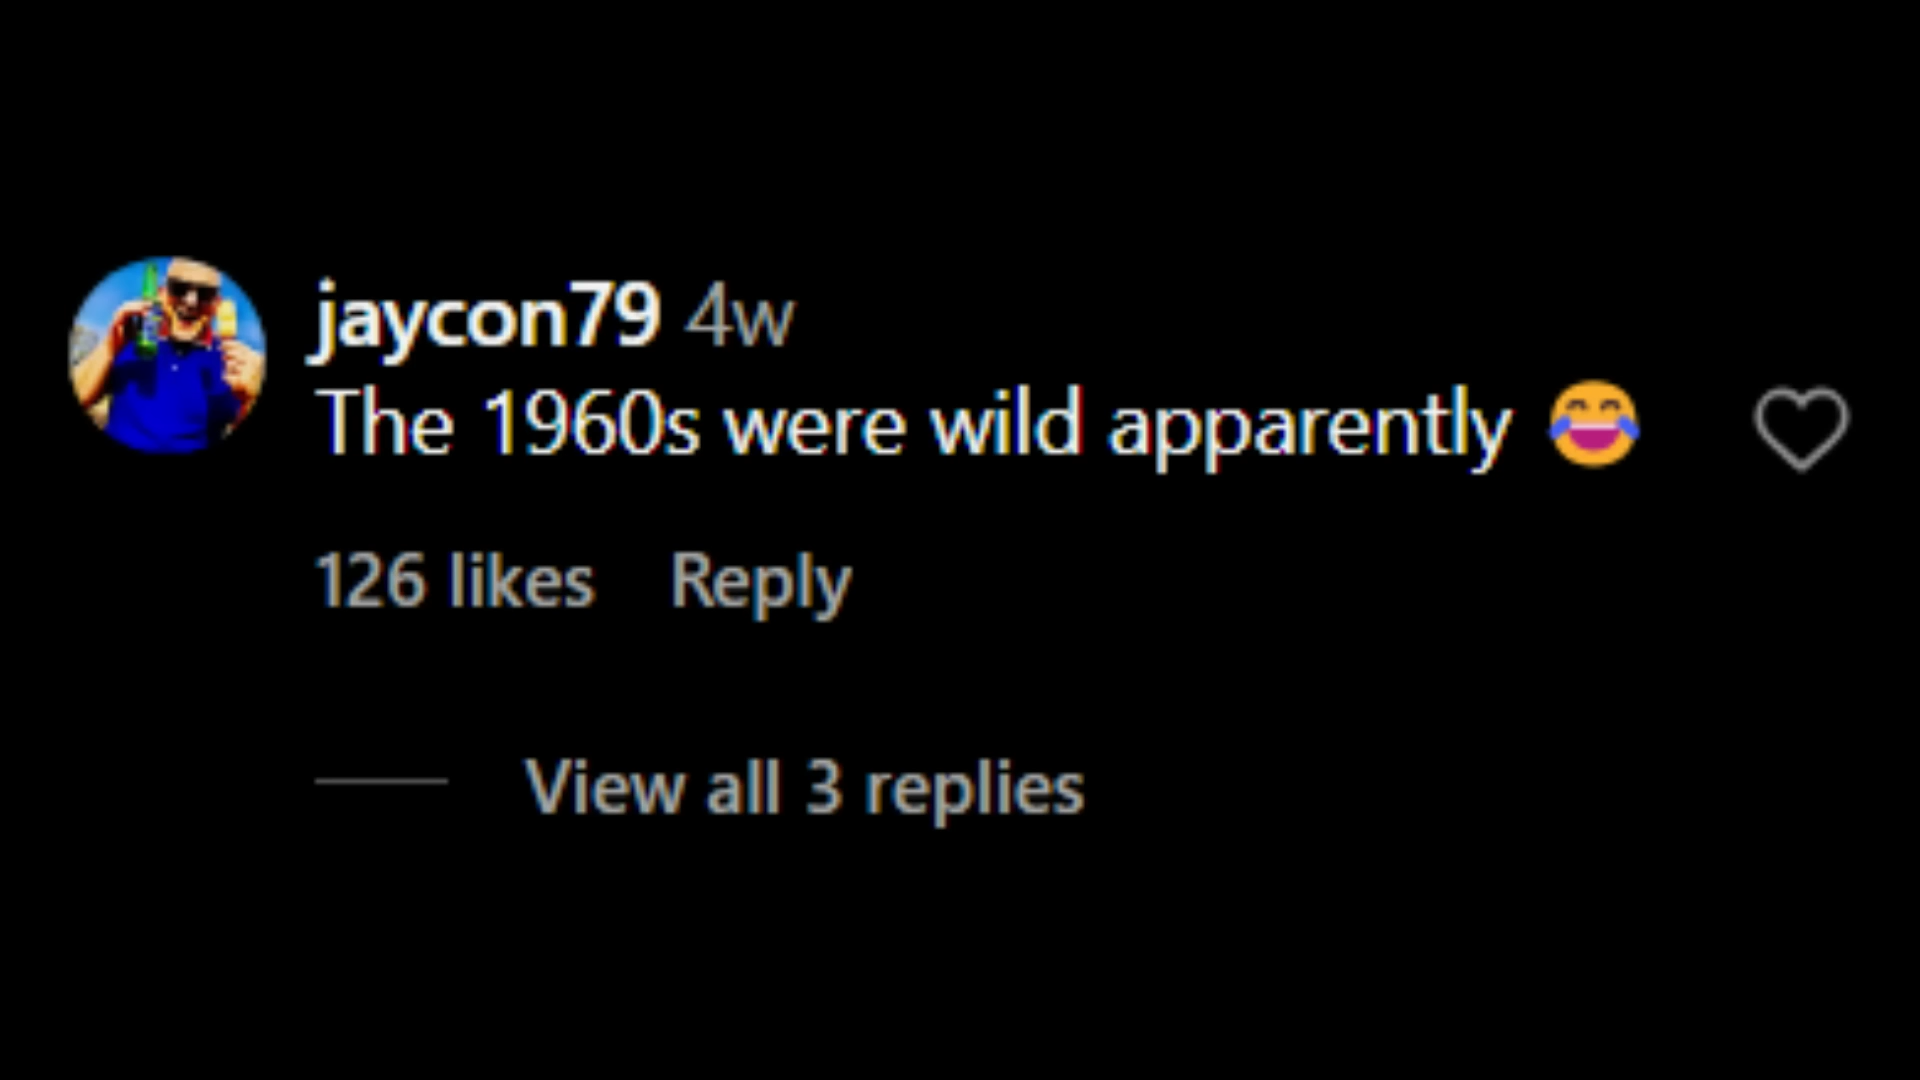 jaycon79 4w
The 1960s were wild apparently 😂
126 likes Reply
View all 3 replies